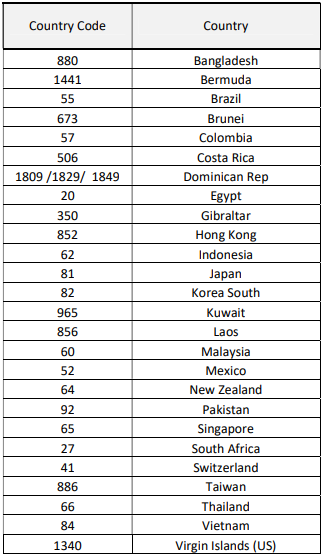 Country Code Country
880 Bangladesh
1441 Bermuda
55 Brazil
673 Brunei
57 Colombia
506 Costa Rica
1809 /1829/ 1849 Dominican Rep
20 Egypt
350 Gibraltar
852 Hong Kong
62 Indonesia
81 Japan
82 Korea South
965 Kuwait
856 Laos
60 Malaysia
52 Mexico
64 New Zealand
92 Pakistan
65 Singapore
27 South Africa
41 Switzerland
886 Taiwan
66 Thailand
84 Vietnam
1340 Virgin Islands (US)